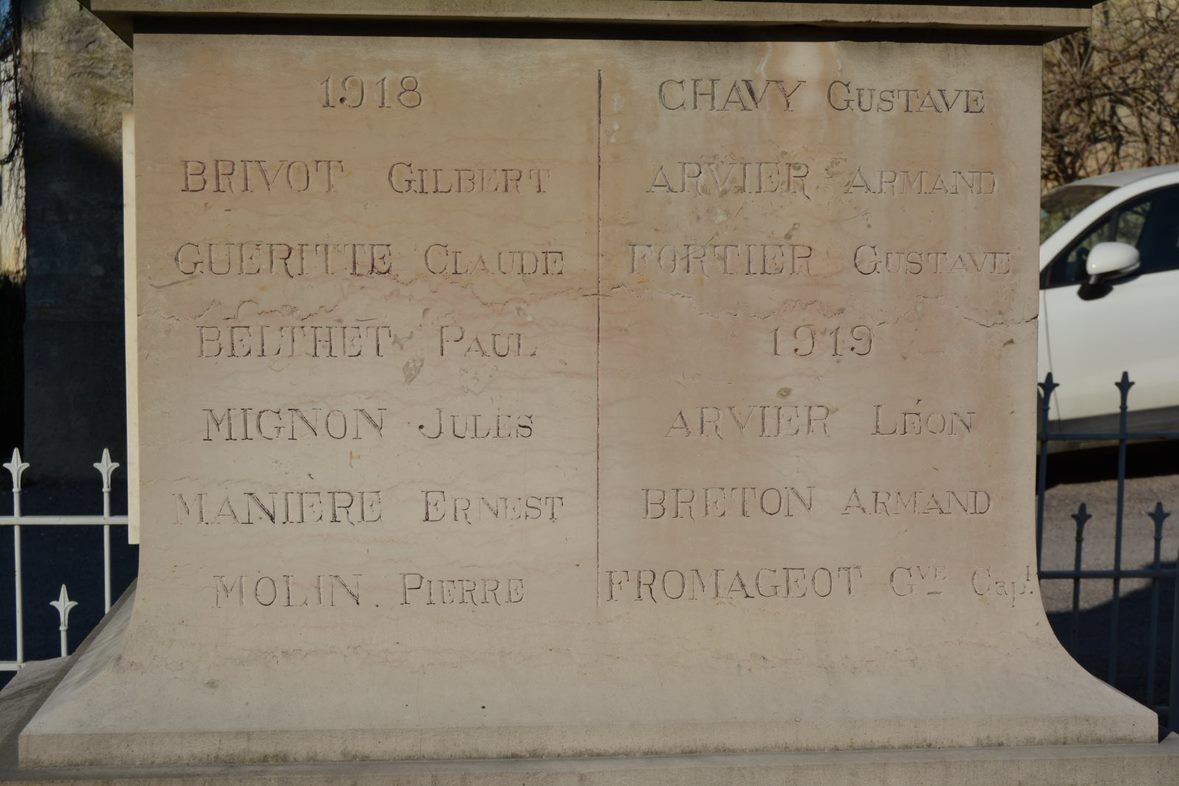 1918
BRIVOT GILBERT
GUERITTE CLAUDE
BELTHET PAUL
MIGNON JULES
MANIÈRE ERNEST
MOLIN PIERRE
CHAVY GUSTAVE
ARVIER ARMAND
FORTIER GUSTAVE
1919
ARVIER LÉON
BRETON ARMAND
FROMAGEOT GVE Capt